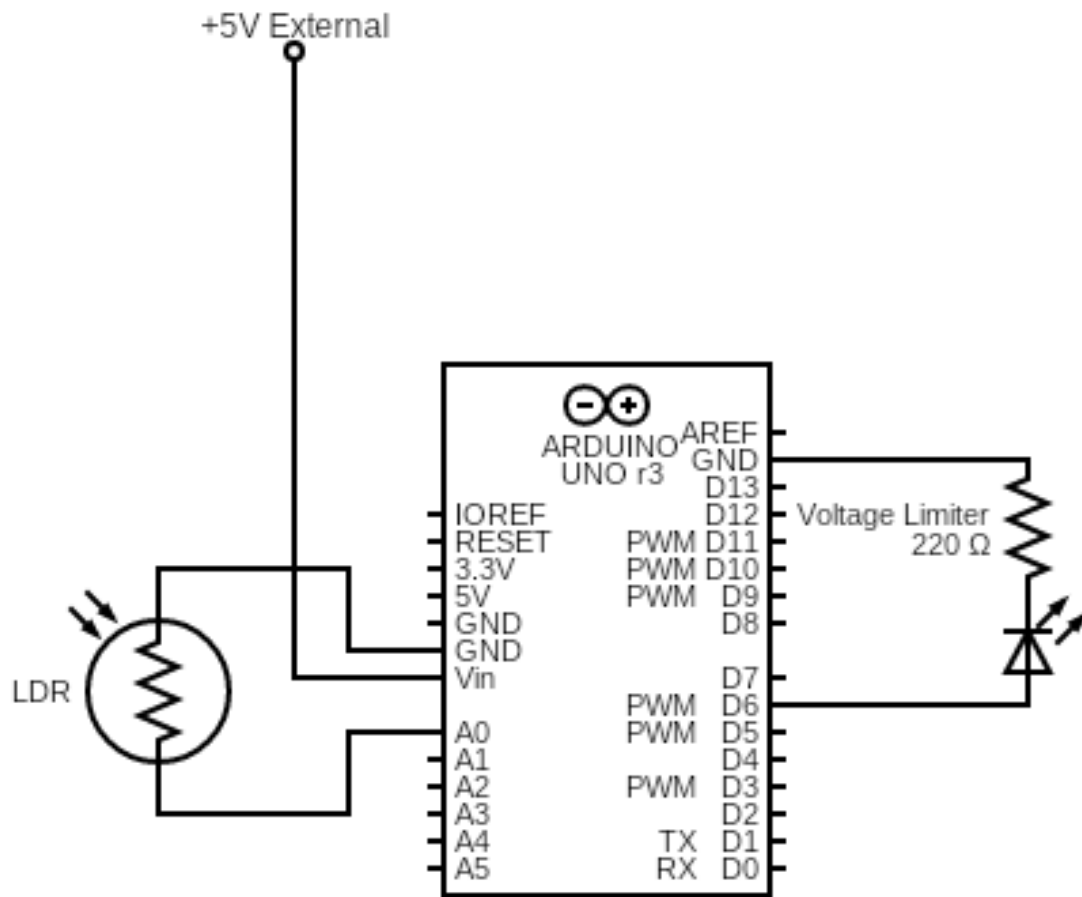 +5V External
ARDUINO
UNO r3
AREF
GND
D13
IOREF
D12
RESET
PWM D11
3.3V
PWM D10
5V
PWM D9
GND
D8
GND
Vin
D7
PWM D6
A0
PWM D5
A1
D4
A2
PWM D3
A3
D2
A4
TX D1
A5
RX D0
LDR
Voltage Limiter
220 Ω